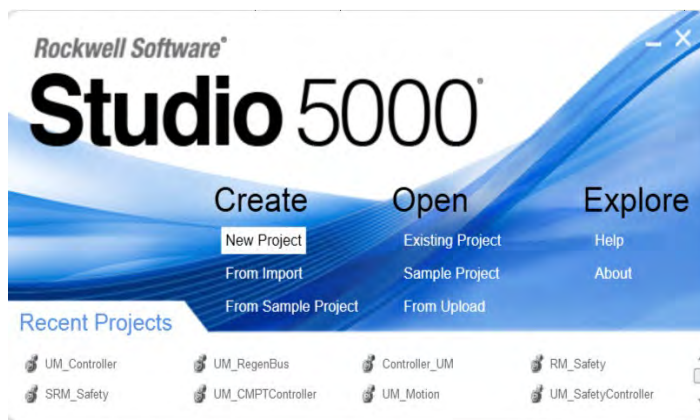 Rockwell Software®
Studio 5000®
Create Open Explore
New Project Existing Project Help
From Import Sample Project About
From Sample Project From Upload
Recent Projects
UM_Controller UM_RegenBus Controller_UM RM_Safety
SRM_Safety UM_CMPTController UM_Motion UM_SafetyController